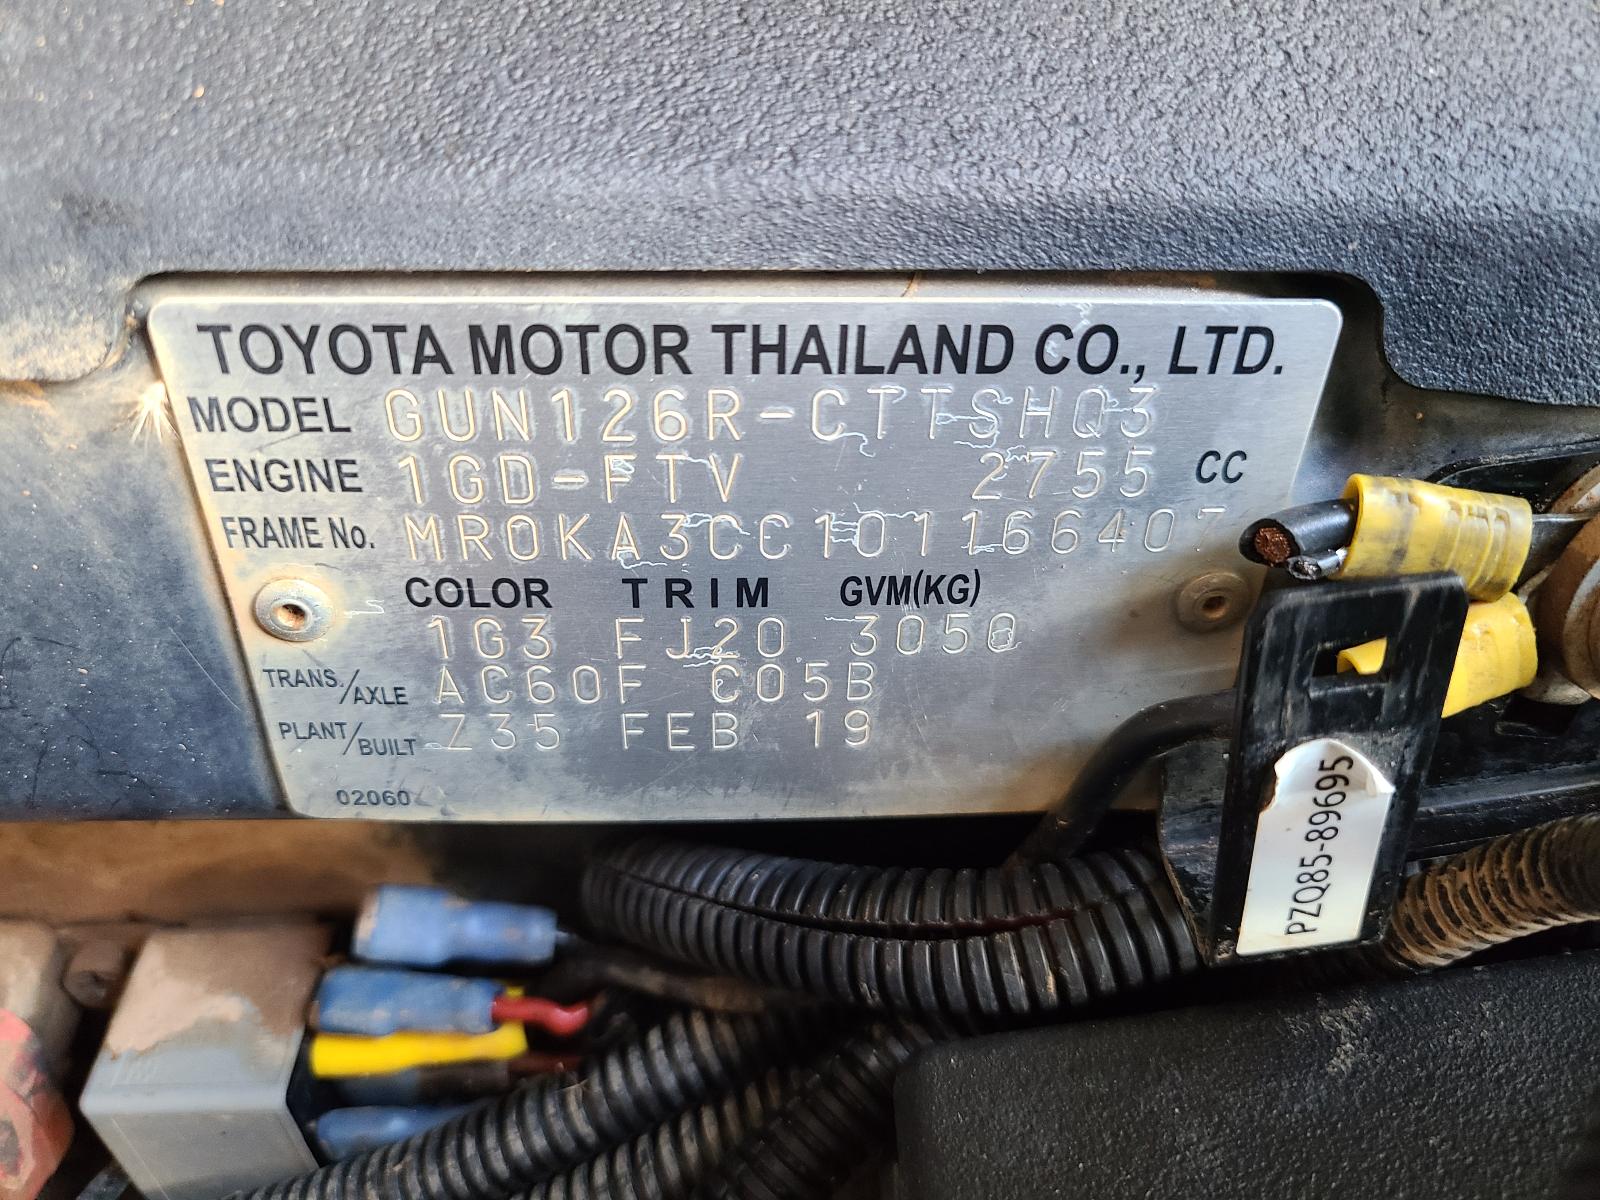 TOYOTA MOTOR THAILAND CO., LTD.
MODEL GUN126R-CTTSHQ3
ENGINE 1GD-FTV 2755 CC
FRAME No. MR0KA3CC101166407
COLOR TRIM GVM(KG)
1G3 FJ20 3050
TRANS./AXLE AC60F C05B
PLANT/BUILT Z35 FEB 19
02060
PZQ85-89695